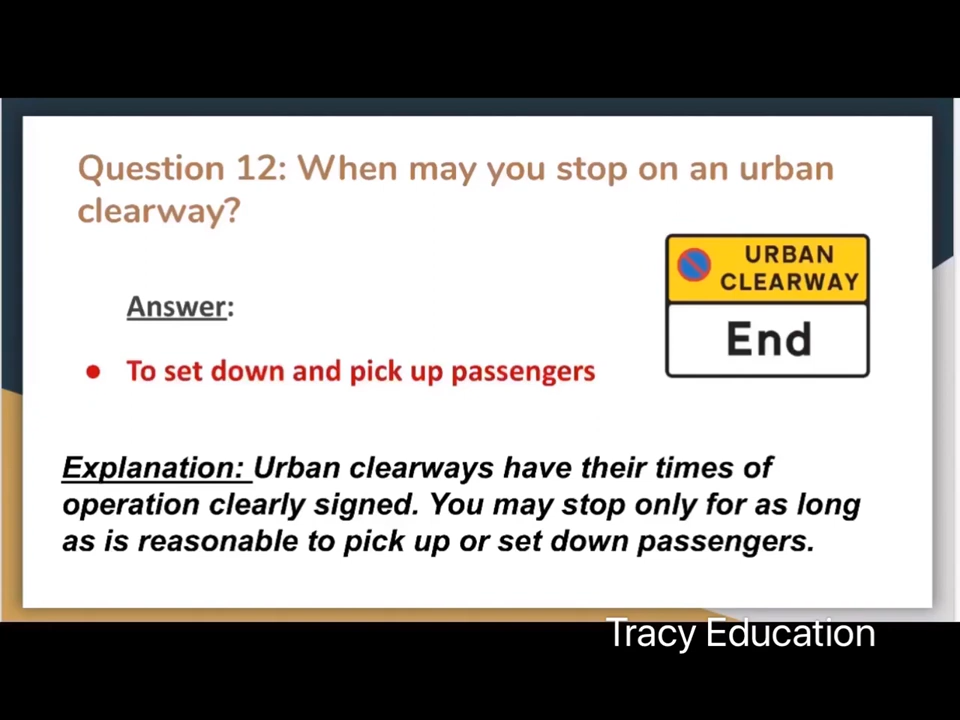 Question 12: When may you stop on an urban
clearway?
URBAN
CLEARWAY
End
Answer:
To set down and pick up passengers
Explanation: Urban clearways have their times of
operation clearly signed. You may stop only for as long
as is reasonable to pick up or set down passengers.
Tracy Education